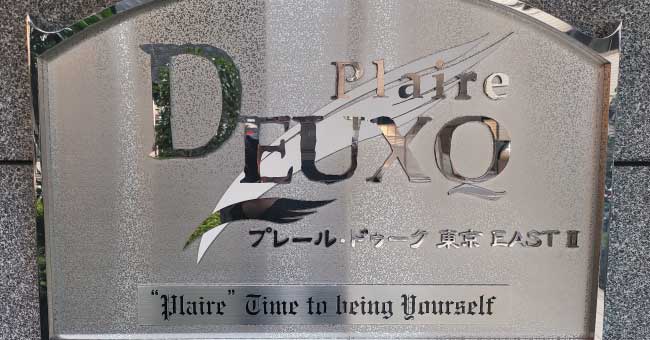 Plaire
DEUXQ
プレール・ドゥーク 東京 EAST Ⅱ
"Plaire" Time to being Yourself